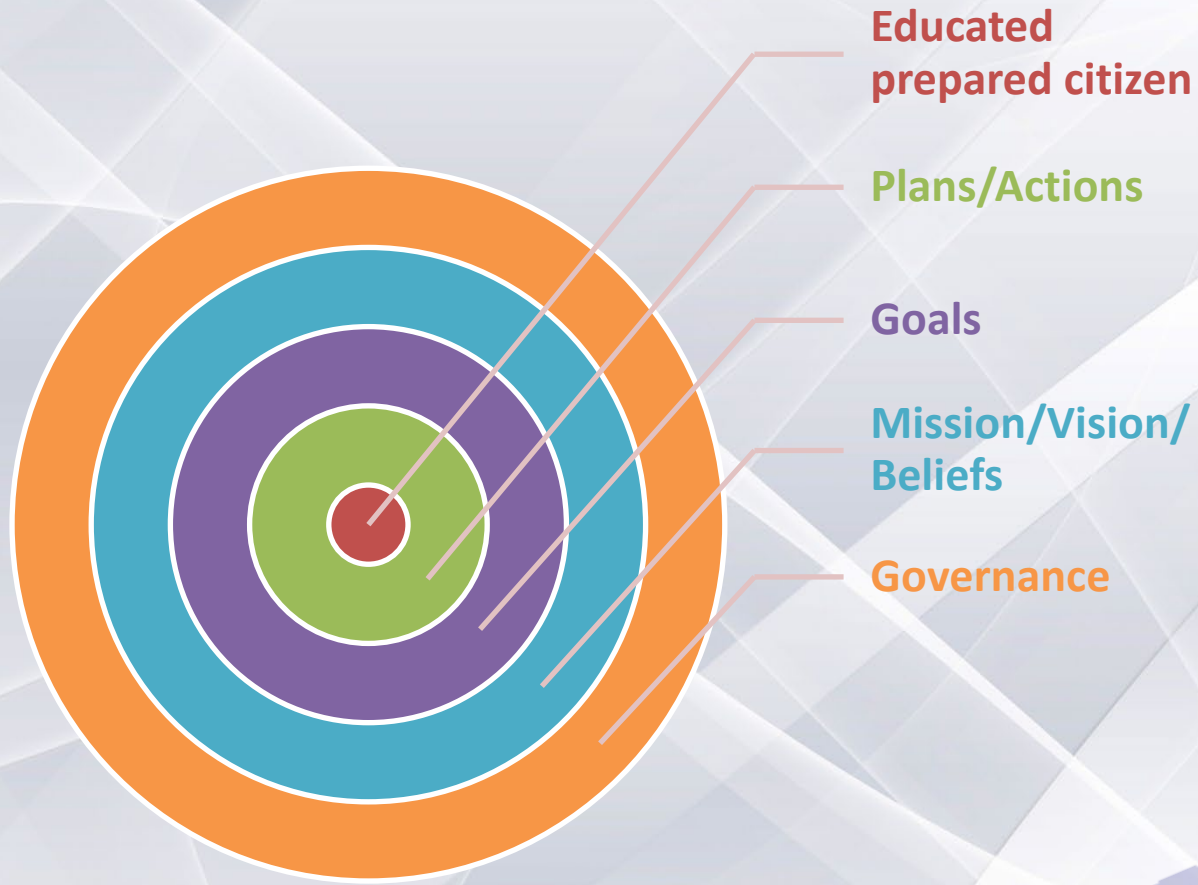 Educated
prepared citizen
Plans/Actions
Goals
Mission/Vision/
Beliefs
Governance